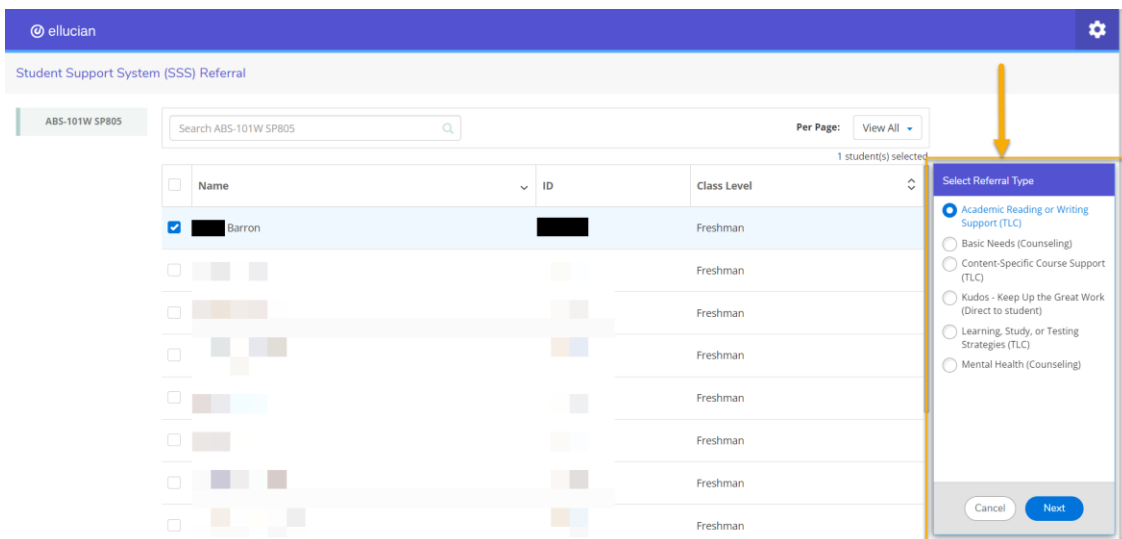 ellucian
Student Support System (SSS) Referral
ABS-101W SP805
Search ABS-101W SP805
Per Page:
View All
1 student(s) selected
Name
ID
Class Level
Barron
Freshman
Freshman
Freshman
Freshman
Freshman
Freshman
Freshman
Freshman
Select Referral Type
Academic Reading or Writing
Support (TLC)
Basic Needs (Counseling)
Content-Specific Course Support
(TLC)
Kudos - Keep Up the Great Work
(Direct to student)
Learning, Study, or Testing
Strategies (TLC)
Mental Health (Counseling)
Cancel
Next